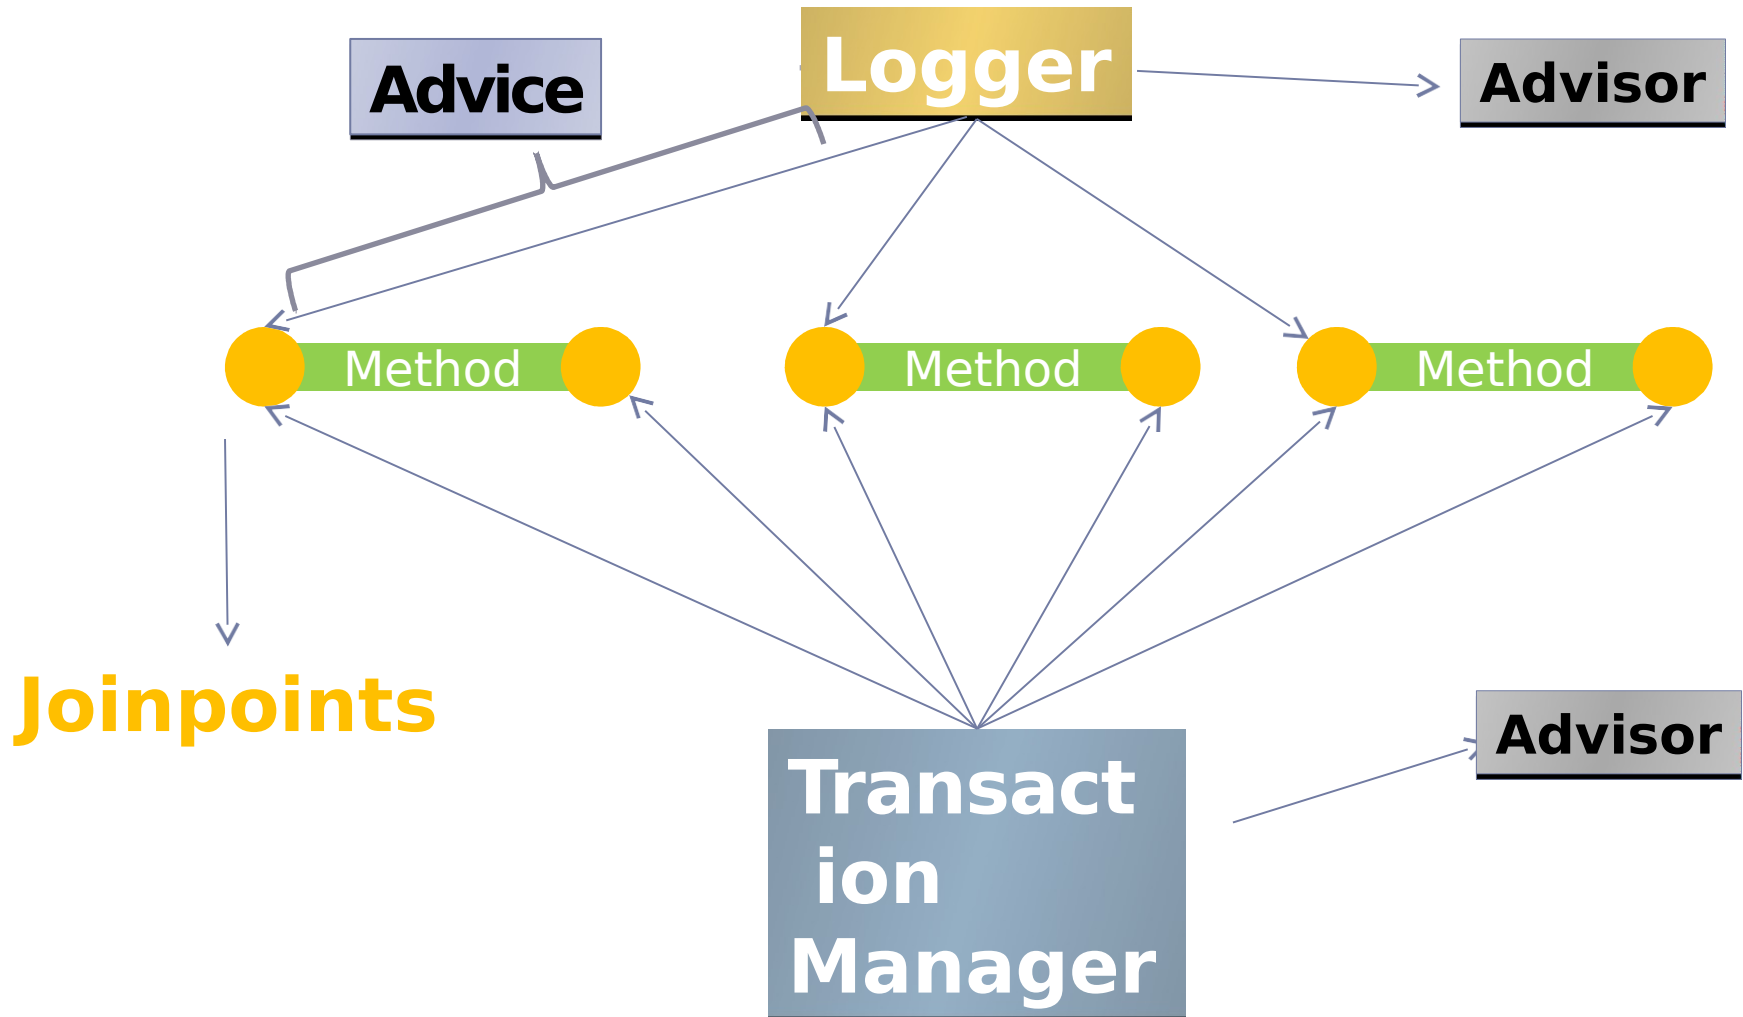 Logger
Advice
Advisor
Method
Method
Method
Joinpoints
Advisor
Transact
ion
Manager